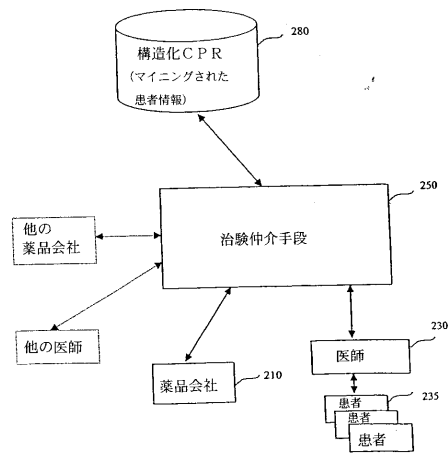 構造化CPR
(マイニングされた
患者情報)
280
250
治験仲介手段
他の
薬品会社
他の医師
薬品会社
210
230
医師
235
患者
患者
患者